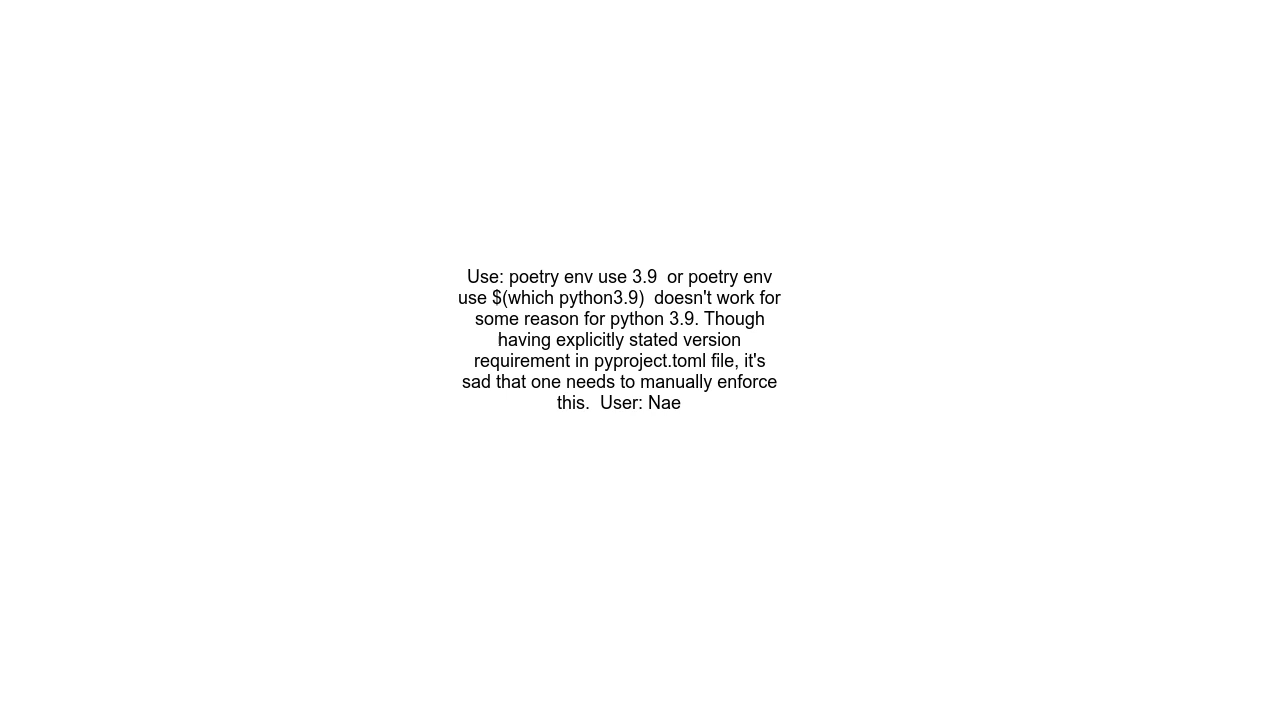 Use: poetry env use 3.9  or poetry env
use $(which python3.9)  doesn't work for
some reason for python 3.9. Though
having explicitly stated version
requirement in pyproject.toml file, it's
sad that one needs to manually enforce
this.  User: Nae